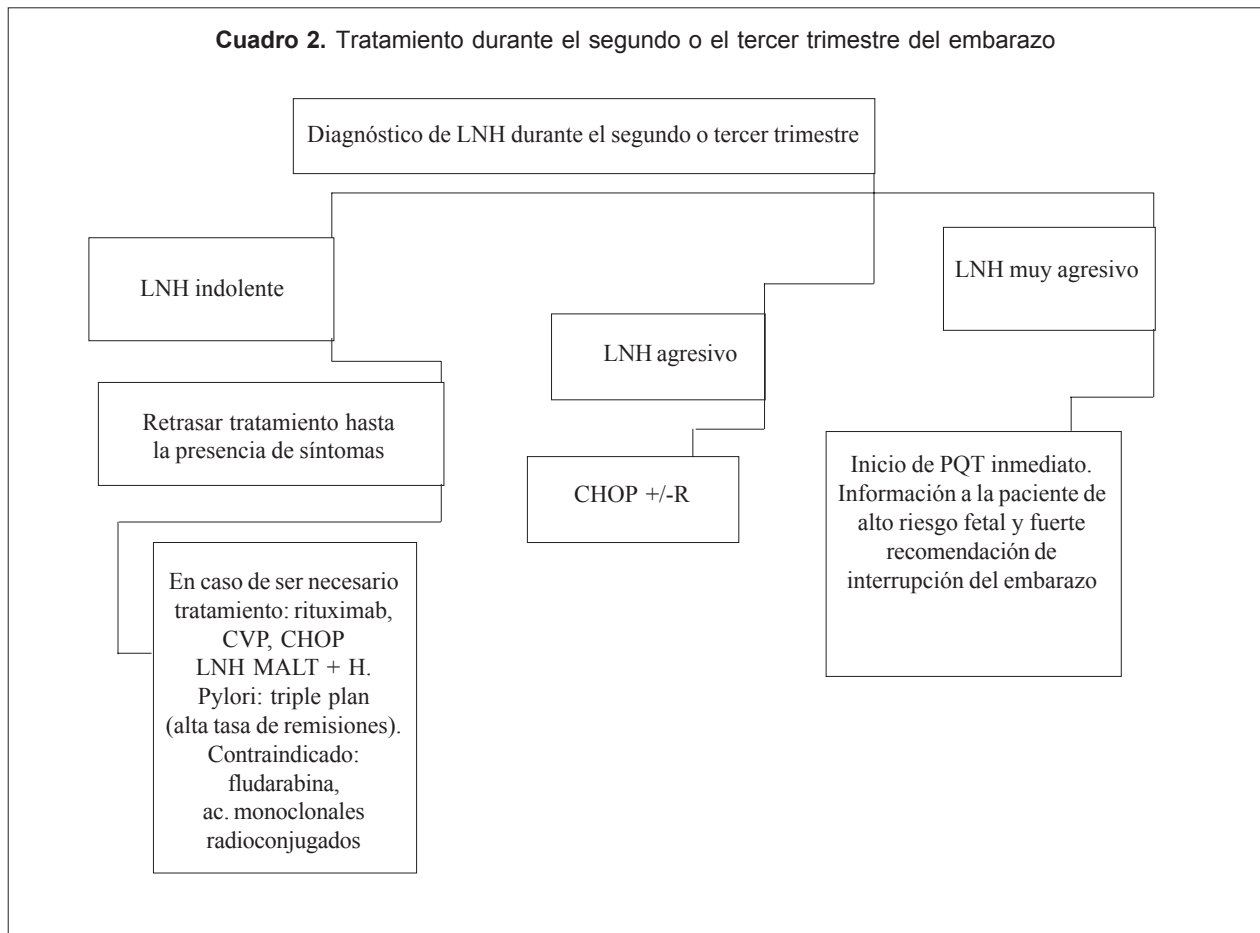 Cuadro 2. Tratamiento durante el segundo o el tercer trimestre del embarazo
Diagnóstico de LNH durante el segundo o tercer trimestre
LNH indolente
Retrasar tratamiento hasta
la presencia de síntomas
En caso de ser necesario
tratamiento: rituximab,
CVP, CHOP
LNH MALT + H.
Pylori: triple plan
(alta tasa de remisiones).
Contraindicado:
fludarabina,
ac. monoclonales
radioconjugados
LNH agresivo
CHOP +/-R
LNH muy agresivo
Inicio de PQT inmediato.
Información a la paciente de
alto riesgo fetal y fuerte
recomendación de
interrupción del embarazo